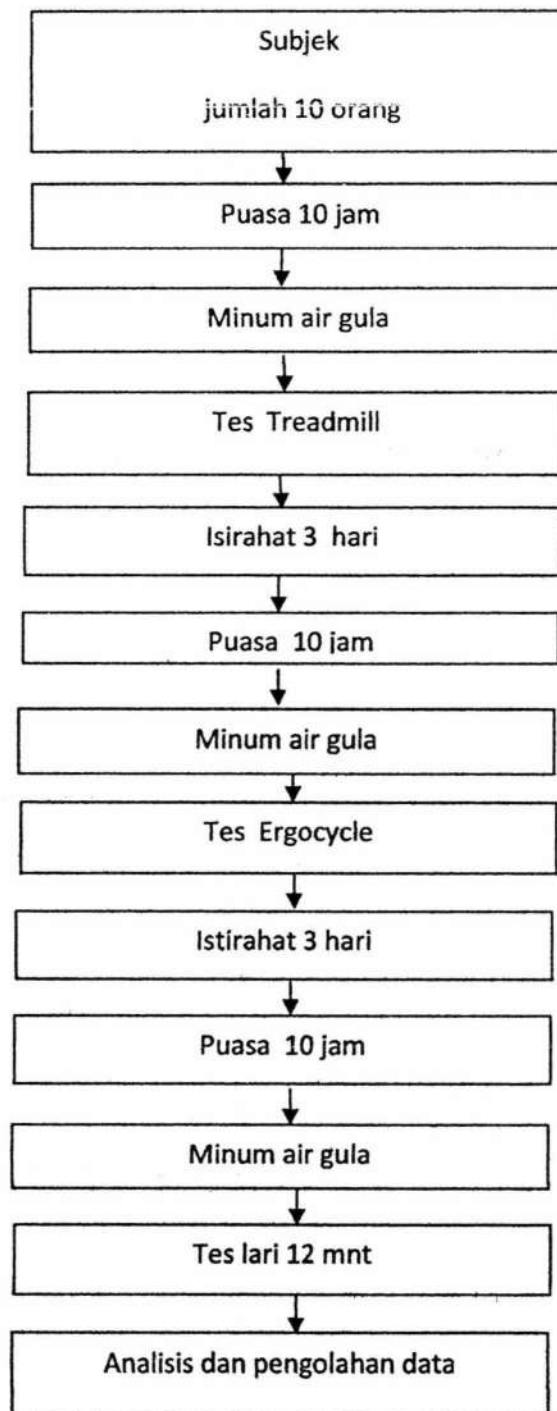 Subjek
jumlah 10 orang
Puasa 10 jam
Minum air gula
Tes Treadmill
Isirahat 3 hari
Puasa 10 jam
Minum air gula
Tes Ergocycle
Istirahat 3 hari
Puasa 10 jam
Minum air gula
Tes lari 12 mnt
Analisis dan pengolahan data